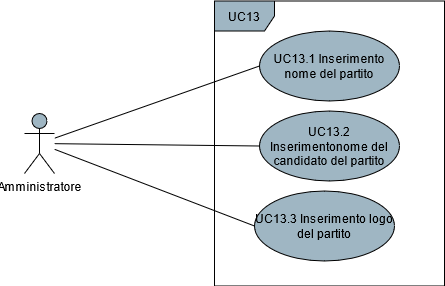 UC13
UC13.1 Inserimento
nome del partito
UC13.2
Inserimentonome del
candidato del partito
UC13.3 Inserimento logo
del partito
Amministratore